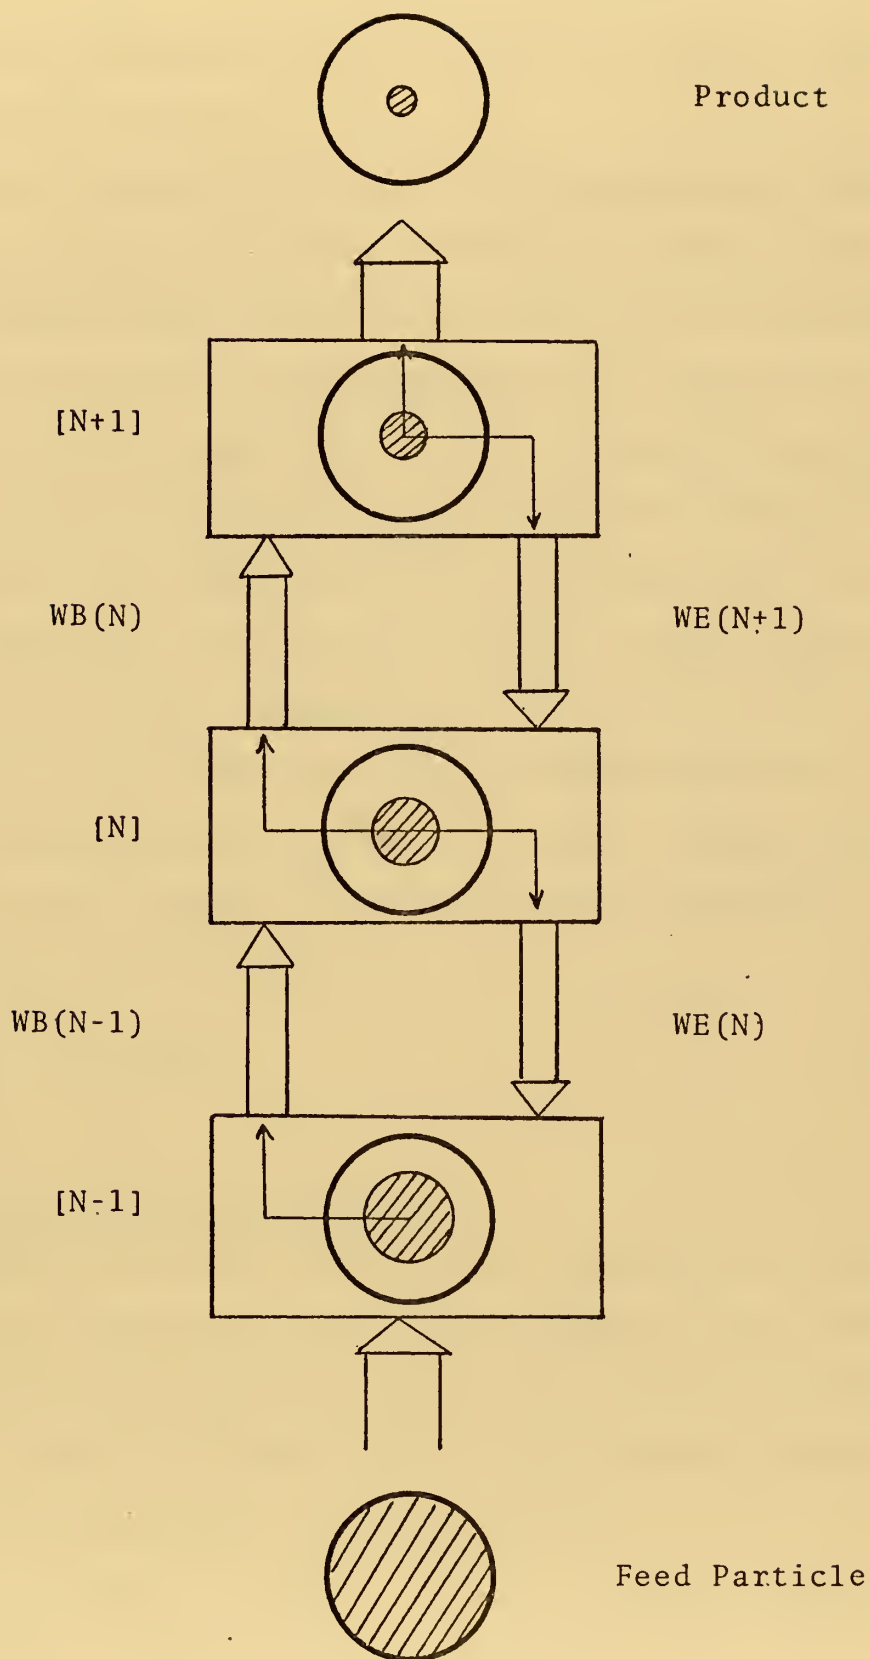 Product
[N+1]
WB(N)
WE(N+1)
[N]
WB(N-1)
WE(N)
[N-1]
Feed Particle